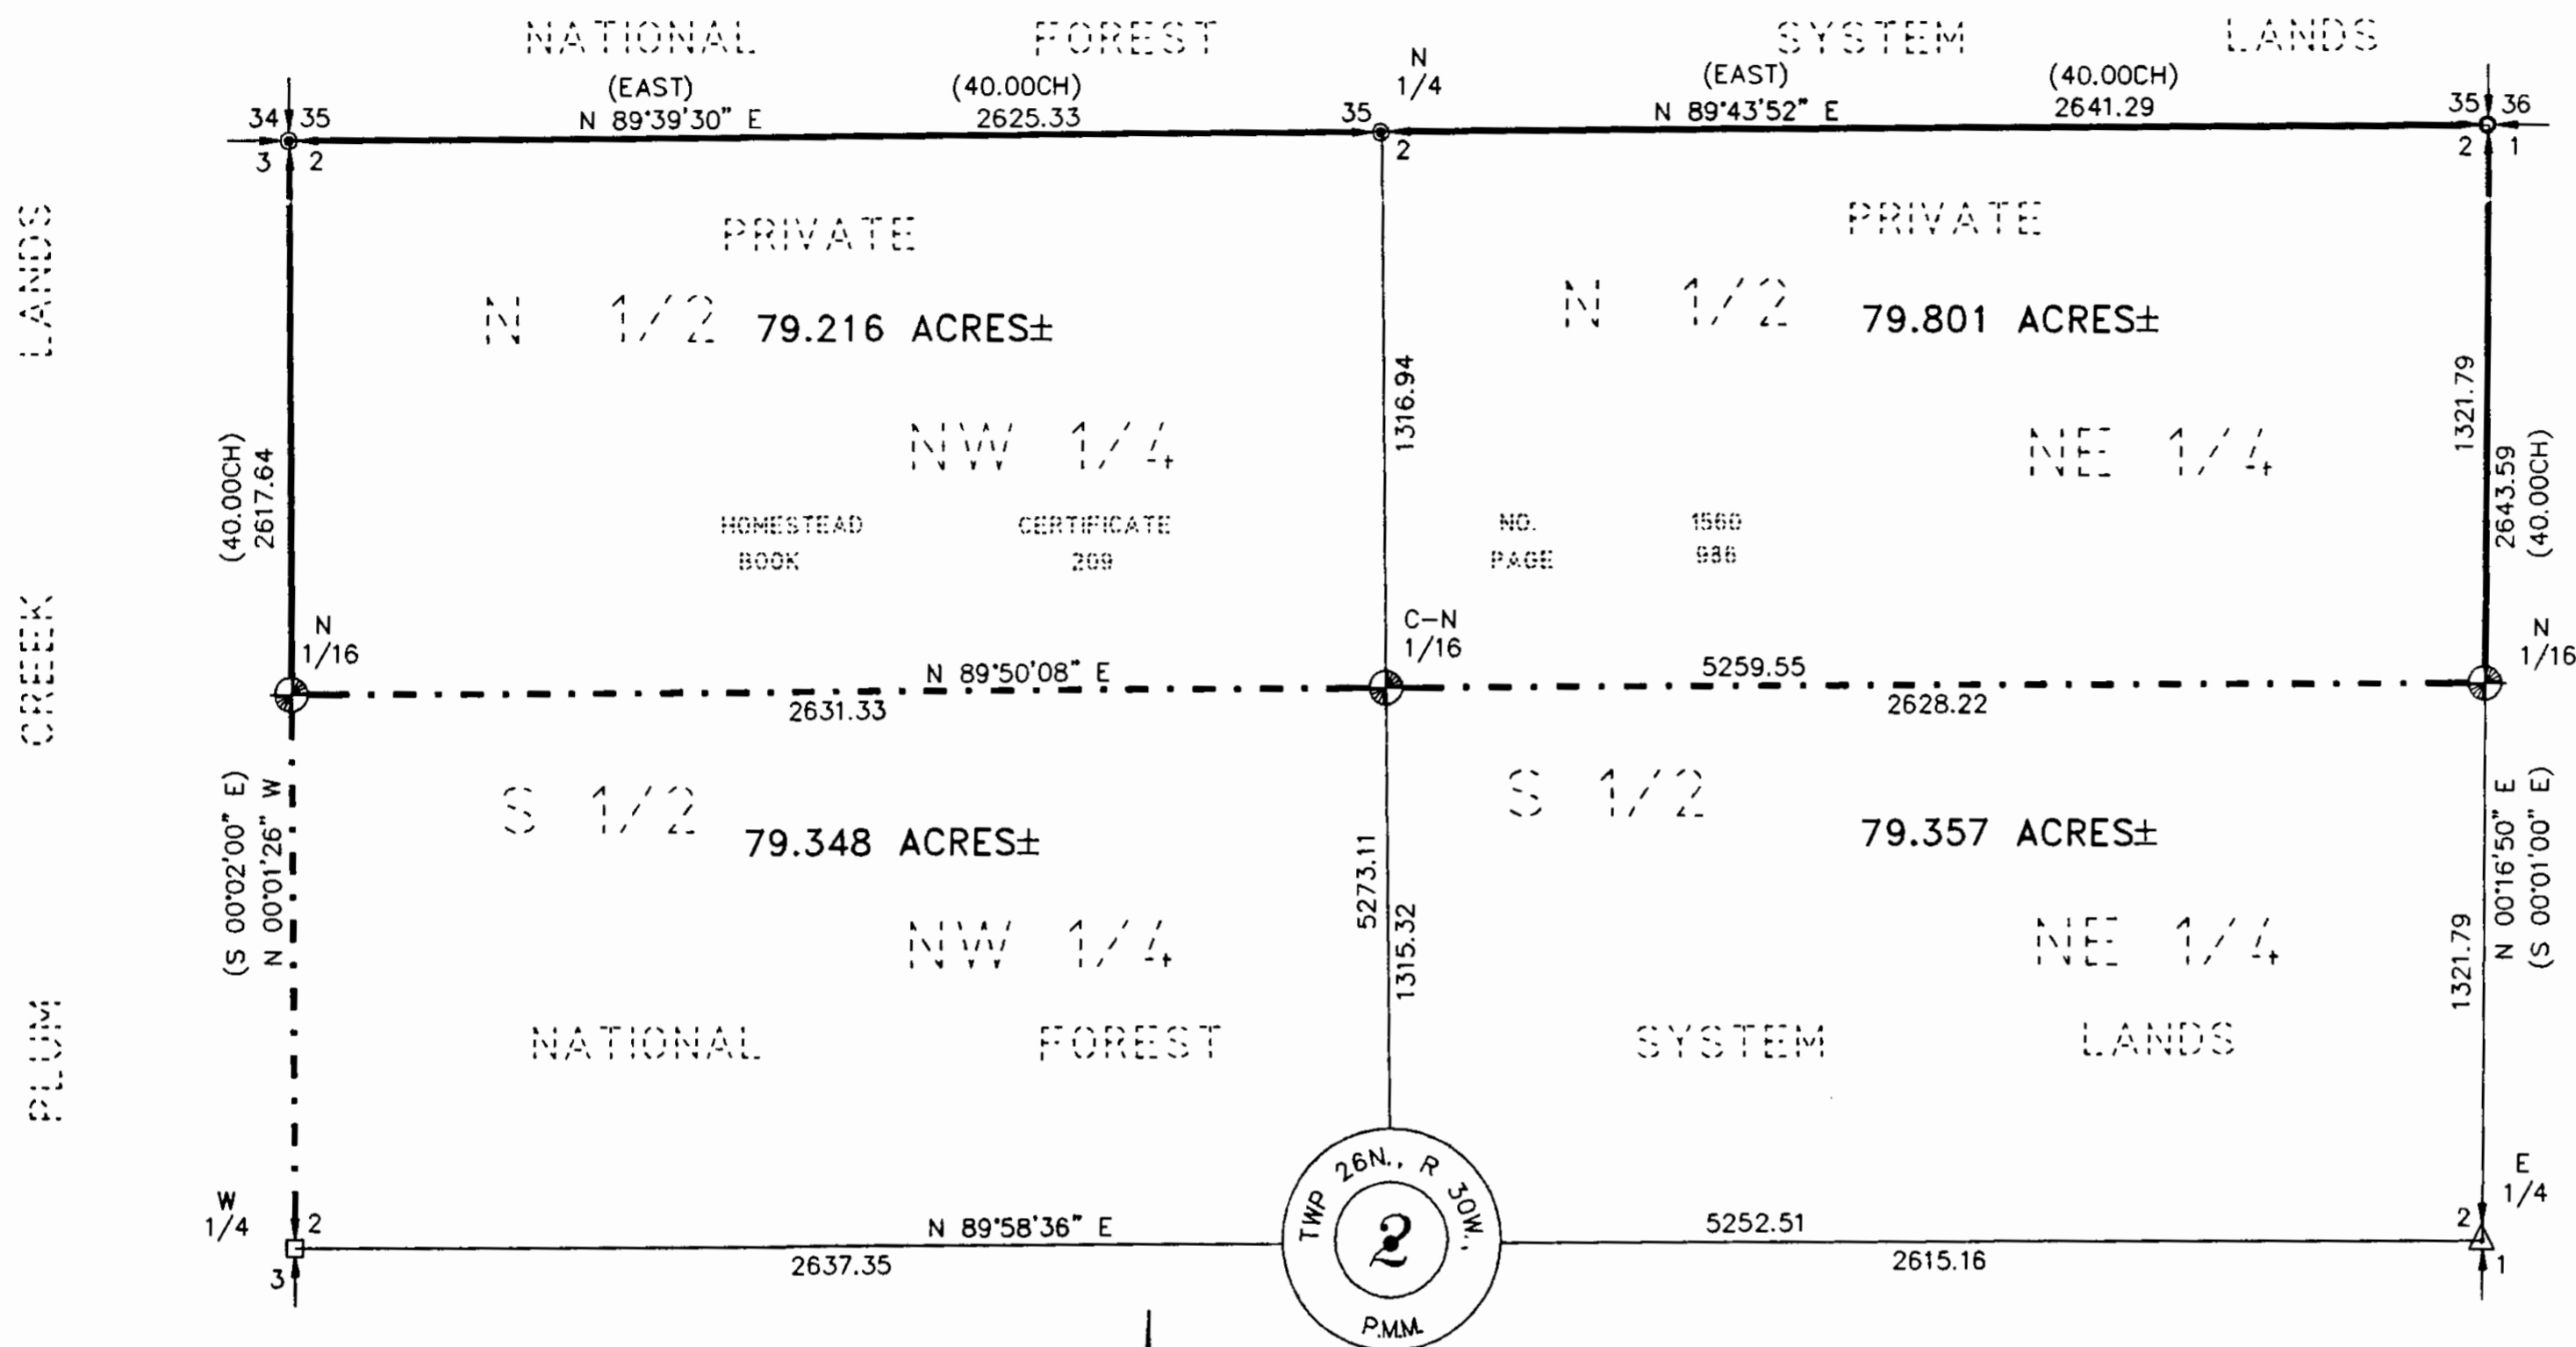 NATIONAL FOREST SYSTEM LANDS
(EAST) (40.00CH) N 1/4 (EAST) (40.00CH)
34 35 N 89°39'30" E 2625.33 35 N 89°43'52" E 2641.29 35 36
3 2 2 2 1
PRIVATE PRIVATE
N 1/2 79.216 ACRES± N 1/2 79.801 ACRES±
NW 1/4 NE 1/4
LANDS
CREEK
PLUM
(40.00CH)
2617.64
1316.94
1321.79
2643.59
(40.00CH)
HOMESTEAD CERTIFICATE NO. 1560
BOOK 209 PAGE 986
N
1/16
C-N
1/16
N
1/16
N 89°50'08" E 5259.55
2631.33 2628.22
S 1/2 79.348 ACRES± S 1/2 79.357 ACRES±
(S 00°02'00" E)
N 00°01'26" W
5273.11
1315.32
1321.79
N 00°16'50" E
(S 00°01'00" E)
NW 1/4 NE 1/4
NATIONAL FOREST SYSTEM LANDS
W
1/4
E
1/4
2 N 89°58'36" E 5252.51 2
3 2637.35 2615.16 1
TWP 26N., R 30W.,
2
P.M.M.